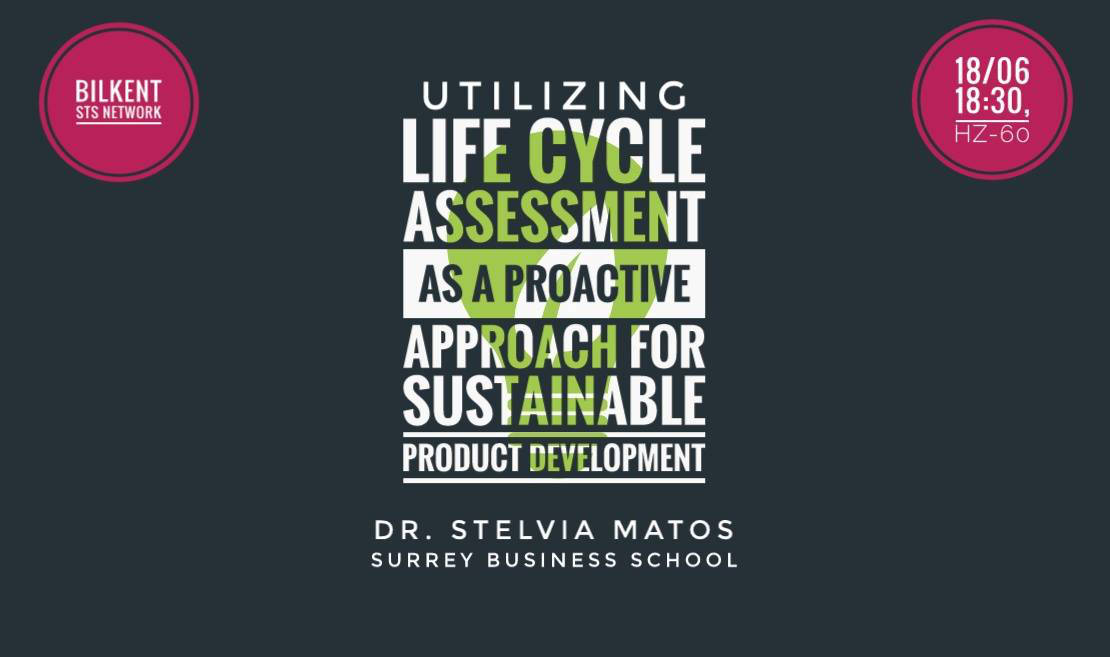 BILKENT
STS NETWORK
18/06
18:30,
HZ-60
UTILIZING
LIFE CYCLE
ASSESSMENT
AS A PROACTIVE
APPROACH FOR
SUSTAINABLE
PRODUCT DEVELOPMENT
DR. STELVIA MATOS
SURREY BUSINESS SCHOOL